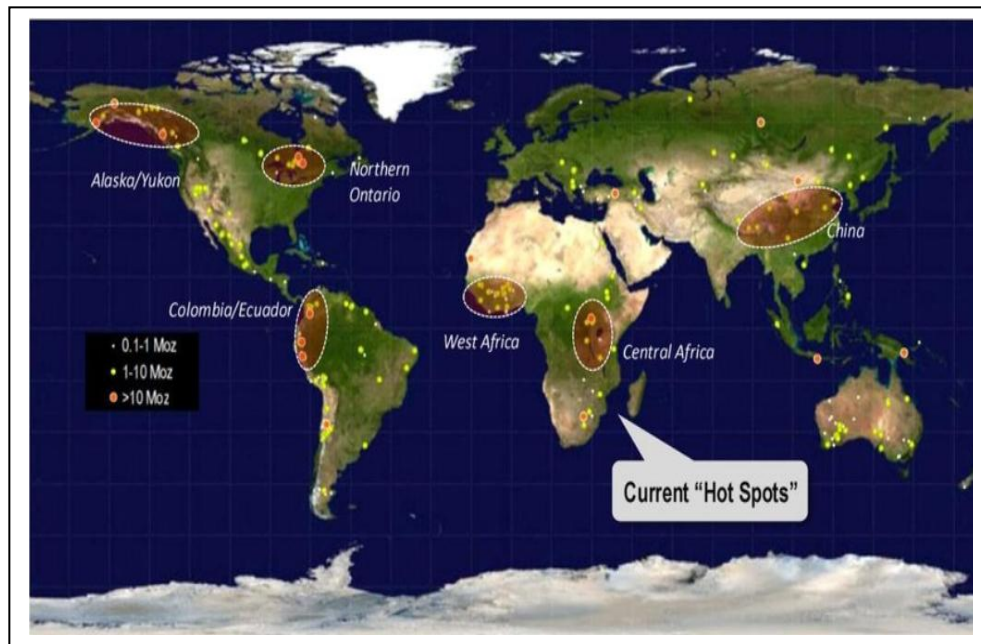 Alaska/Yukon
Northern
Ontario
China
Colombia/Ecuador
West Africa
Central Africa
0.1-1 Moz
1-10 Moz
>10 Moz
Current “Hot Spots”